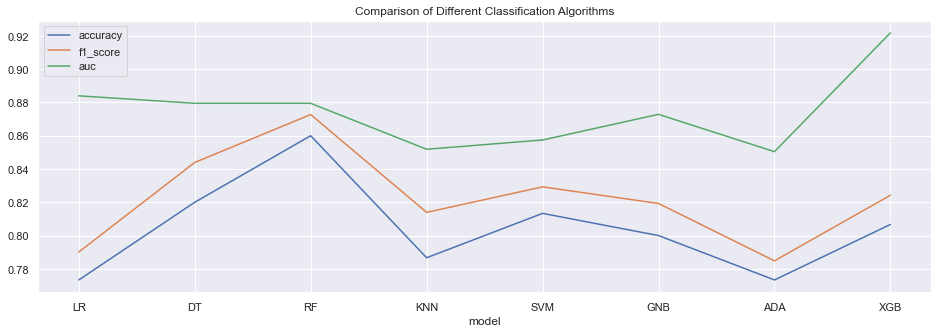 Comparison of Different Classification Algorithms
accuracy
f1_score
auc
0.92
0.90
0.88
0.86
0.84
0.82
0.80
0.78
LR DT RF KNN SVM GNB ADA XGB
model